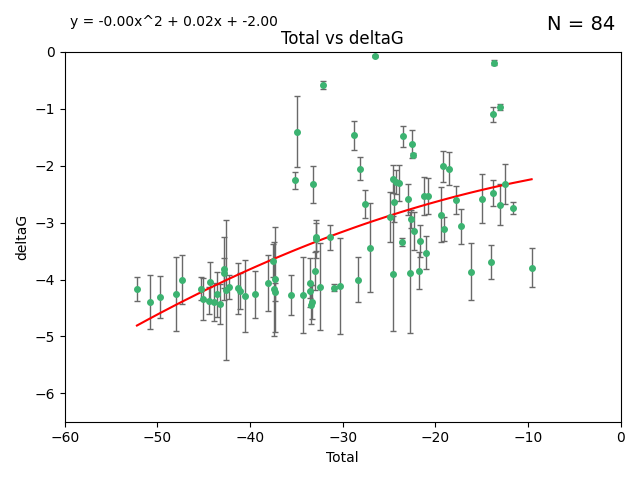 y = -0.00x^2 + 0.02x + -2.00
N = 84
Total vs deltaG
deltaG
0
−1
−2
−3
−4
−5
−6
−60 −50 −40 −30 −20 −10 0
Total